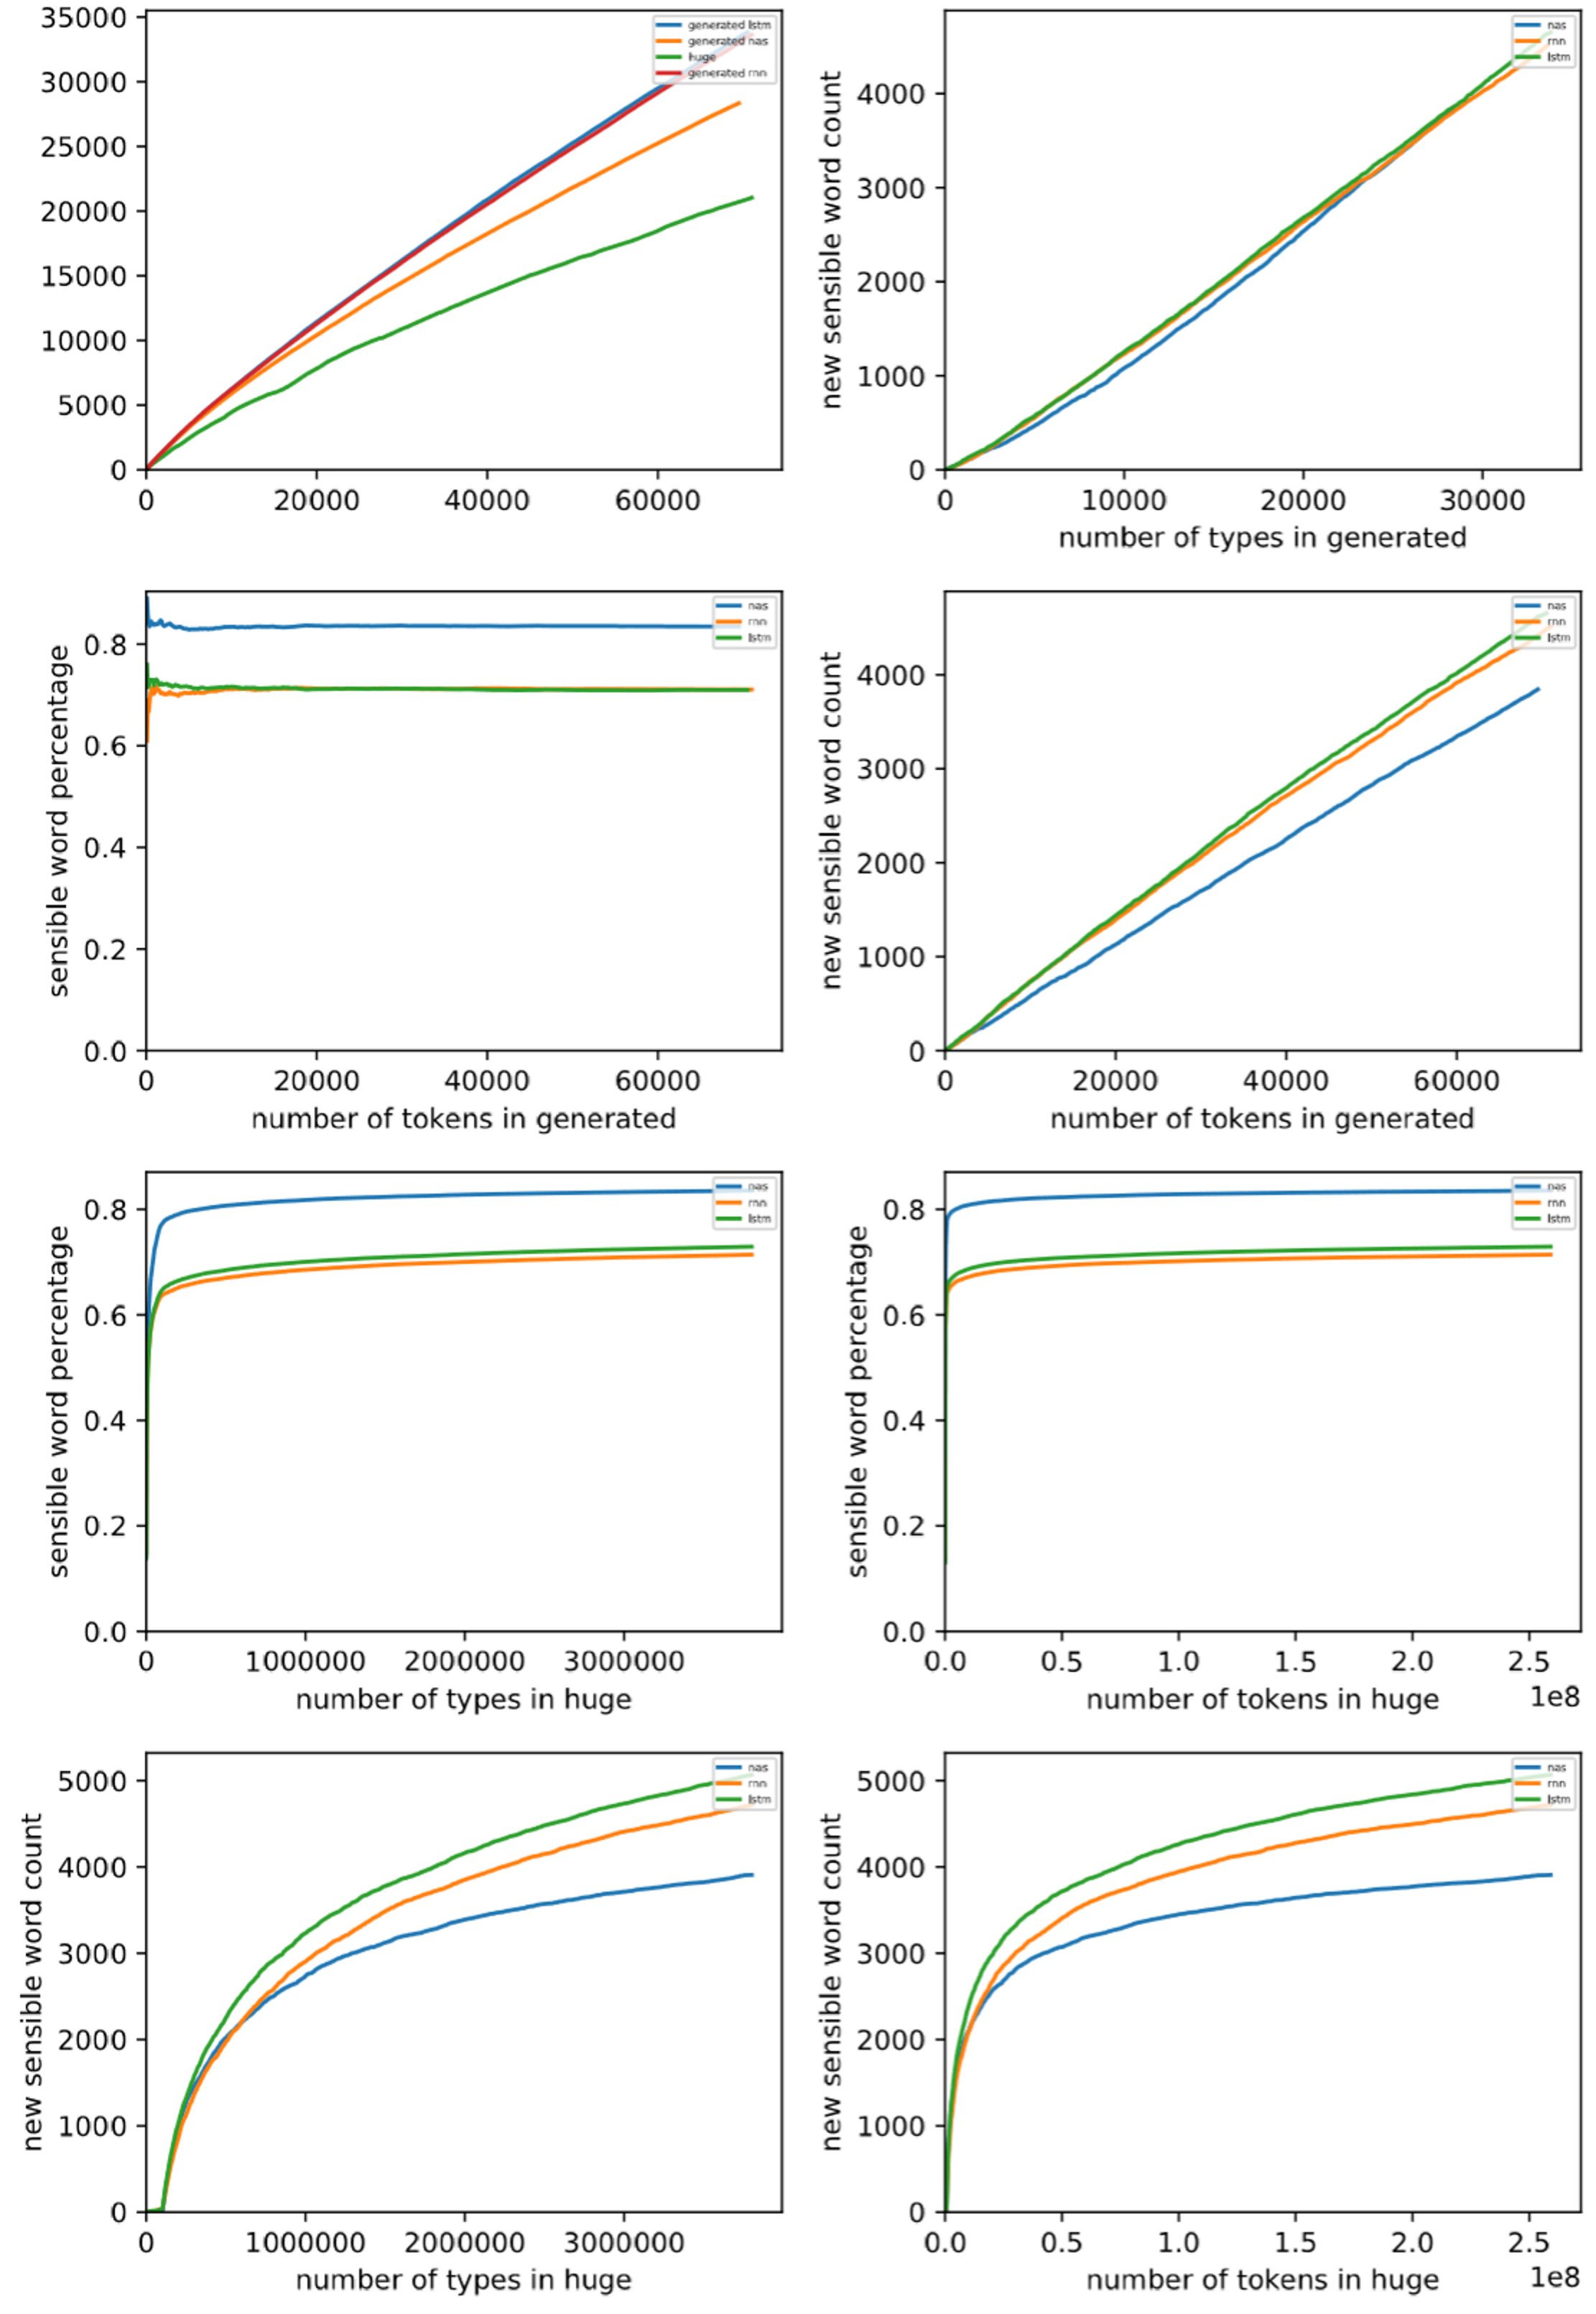 35000
30000
25000
20000
15000
10000
5000
0
0 20000 40000 60000
generated lstm
generated nas
huge
generated rnn
new sensible word count
4000
3000
2000
1000
0
0 10000 20000 30000
number of types in generated
nas
rnn
lstm
sensible word percentage
0.8
0.6
0.4
0.2
0.0
0 20000 40000 60000
number of tokens in generated
nas
rnn
lstm
new sensible word count
4000
3000
2000
1000
0
0 20000 40000 60000
number of tokens in generated
nas
rnn
lstm
sensible word percentage
0.8
0.6
0.4
0.2
0.0
0 1000000 2000000 3000000
number of types in huge
nas
rnn
lstm
sensible word percentage
0.8
0.6
0.4
0.2
0.0
0.0 0.5 1.0 1.5 2.0 2.5
number of tokens in huge 1e8
nas
rnn
lstm
new sensible word count
5000
4000
3000
2000
1000
0
0 1000000 2000000 3000000
number of types in huge
nas
rnn
lstm
new sensible word count
5000
4000
3000
2000
1000
0
0.0 0.5 1.0 1.5 2.0 2.5
number of tokens in huge 1e8
nas
rnn
lstm